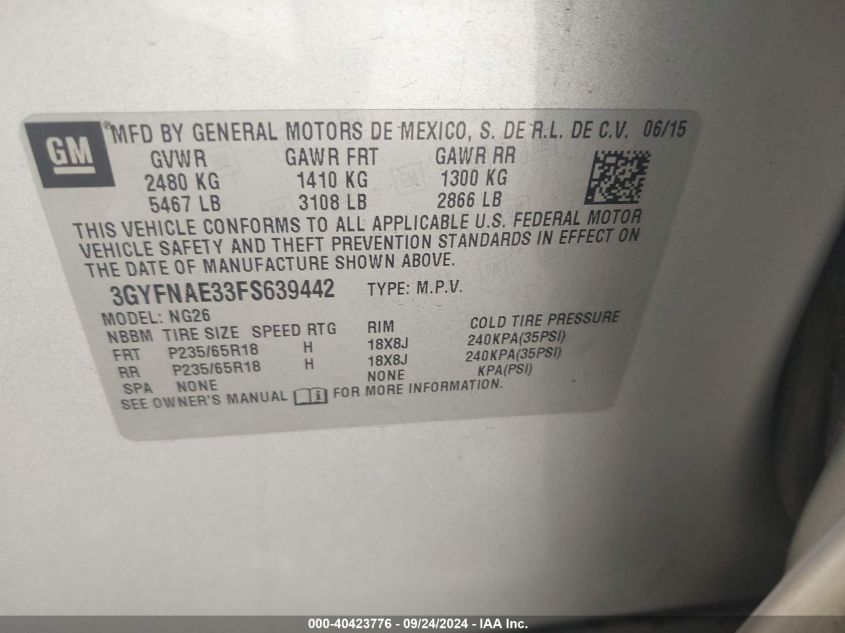 GM
®MFD BY GENERAL MOTORS DE MEXICO, S. DE R.L. DE C.V. 06/15
GVWR GAWR FRT GAWR RR
2480 KG 1410 KG 1300 KG
5467 LB 3108 LB 2866 LB
THIS VEHICLE CONFORMS TO ALL APPLICABLE U.S. FEDERAL MOTOR
VEHICLE SAFETY AND THEFT PREVENTION STANDARDS IN EFFECT ON
THE DATE OF MANUFACTURE SHOWN ABOVE.
3GYFNAE33FS639442 TYPE: M.P.V.
MODEL: NG26
NBBM TIRE SIZE SPEED RTG RIM COLD TIRE PRESSURE
FRT P235/65R18 H 18X8J 240KPA(35PSI)
RR P235/65R18 H 18X8J 240KPA(35PSI)
SPA NONE NONE KPA(PSI)
SEE OWNER'S MANUAL FOR MORE INFORMATION.
000-40423776 - 09/24/2024 - IAA Inc.